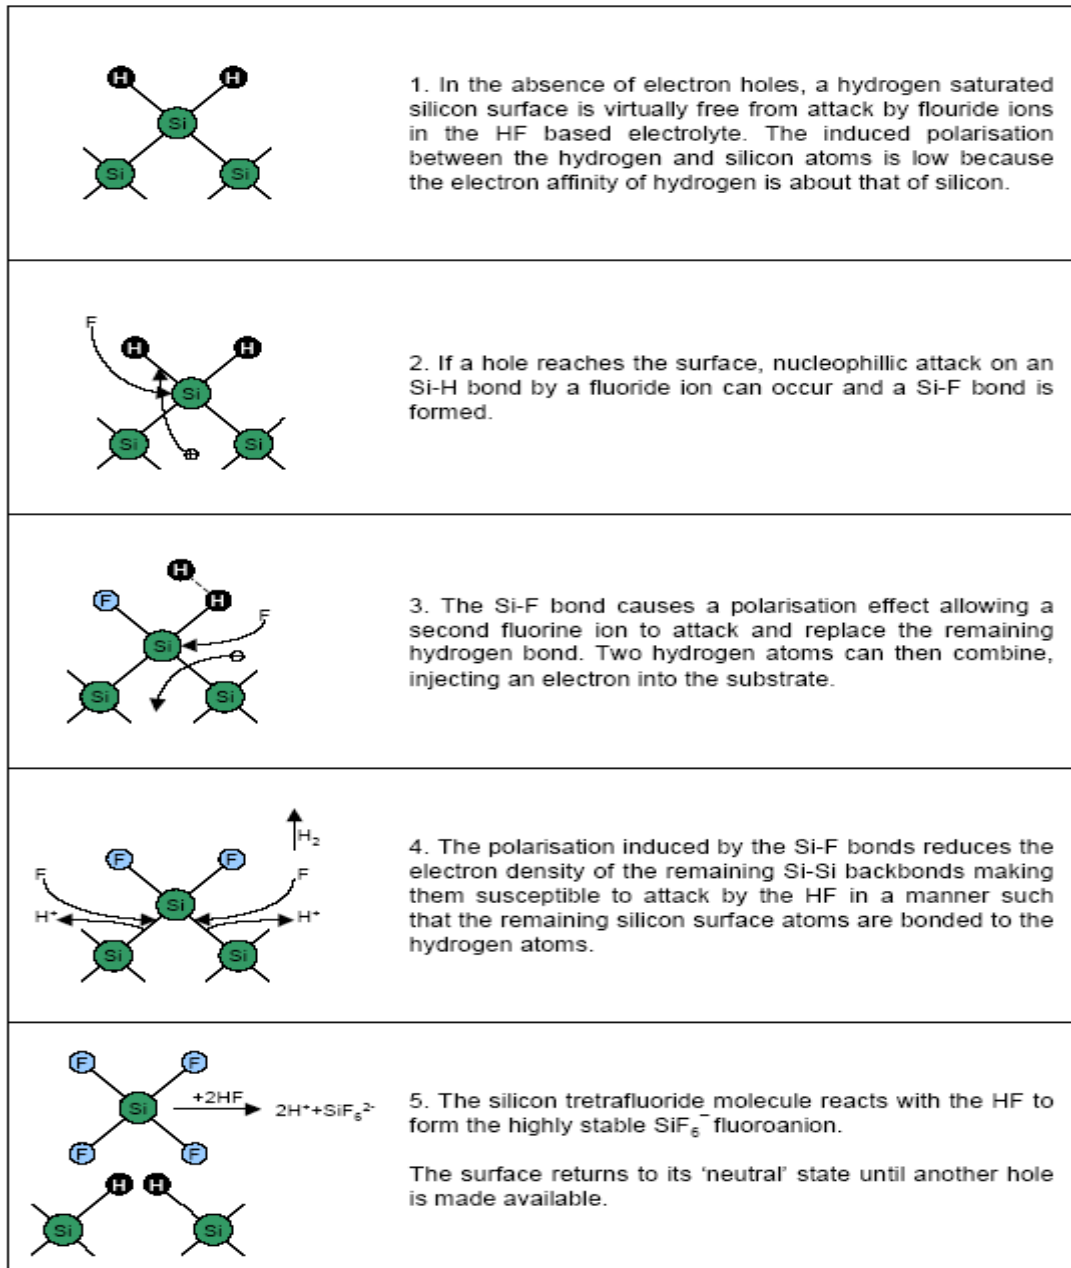 H H
Si
Si Si
1. In the absence of electron holes, a hydrogen saturated
silicon surface is virtually free from attack by flouride ions
in the HF based electrolyte. The induced polarisation
between the hydrogen and silicon atoms is low because
the electron affinity of hydrogen is about that of silicon.
F
H H
Si
Si Si
2. If a hole reaches the surface, nucleophillic attack on an
Si-H bond by a fluoride ion can occur and a Si-F bond is
formed.
H
F H F
Si
Si Si
3. The Si-F bond causes a polarisation effect allowing a
second fluorine ion to attack and replace the remaining
hydrogen bond. Two hydrogen atoms can then combine,
injecting an electron into the substrate.
H₂
F F
F F
Si
H⁺ H⁺
Si Si
4. The polarisation induced by the Si-F bonds reduces the
electron density of the remaining Si-Si backbonds making
them susceptible to attack by the HF in a manner such
that the remaining silicon surface atoms are bonded to the
hydrogen atoms.
F F
Si +2HF 2H⁺+SiF₆²⁻
F F
H H
Si Si
5. The silicon tretrafluoride molecule reacts with the HF to
form the highly stable SiF₆⁻ fluoroanion.
The surface returns to its 'neutral' state until another hole
is made available.